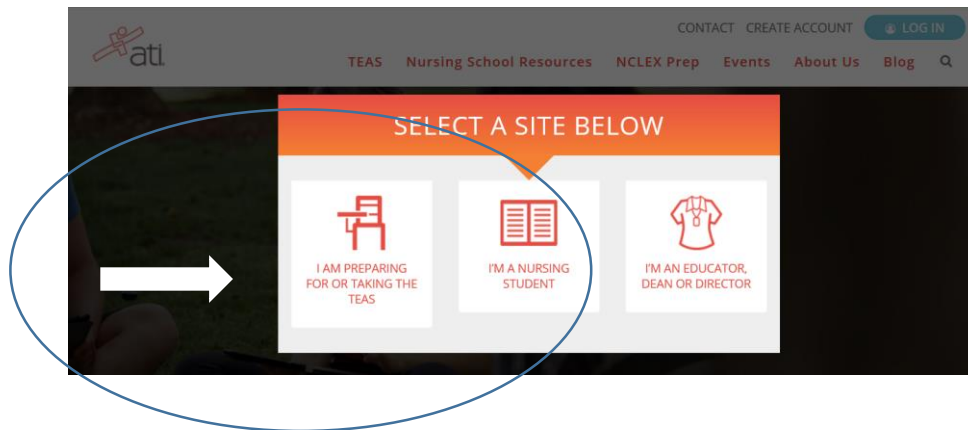 CONTACT CREATE ACCOUNT LOG IN
ati
TEAS Nursing School Resources NCLEX Prep Events About Us Blog
SELECT A SITE BELOW
I AM PREPARING
FOR OR TAKING THE
TEAS
I'M A NURSING
STUDENT
I'M AN EDUCATOR,
DEAN OR DIRECTOR